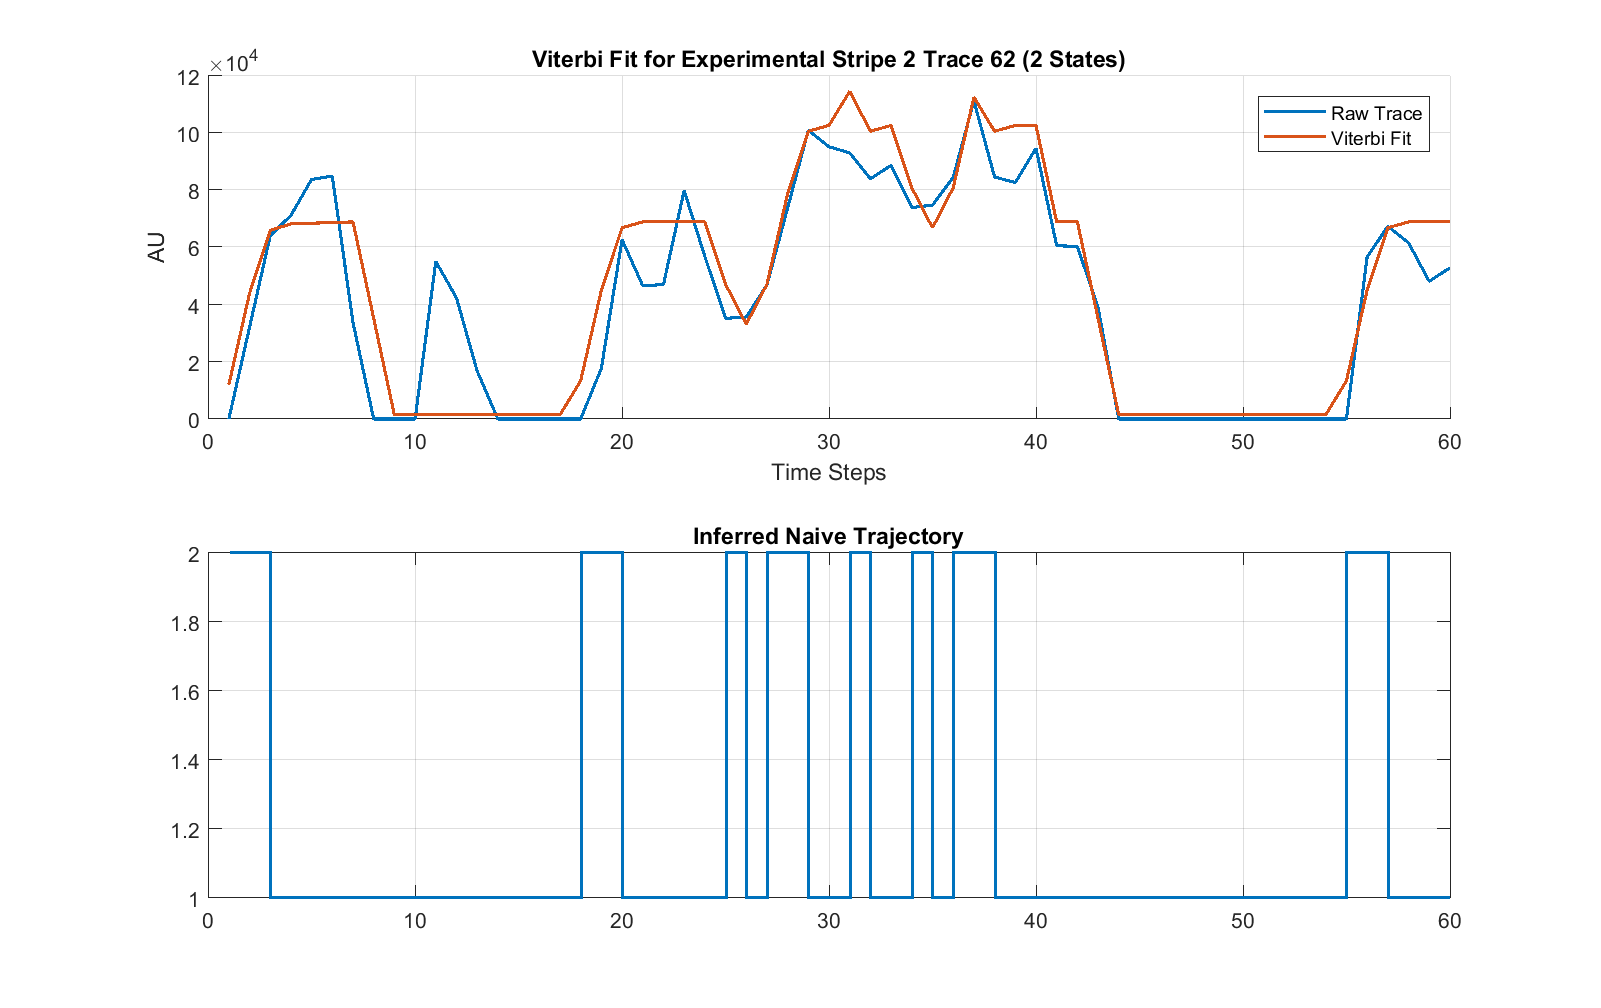 Viterbi Fit for Experimental Stripe 2 Trace 62 (2 States)
×10^4
12
10
8
6
4
2
0
AU
Raw Trace
Viterbi Fit
0 10 20 30 40 50 60
Time Steps
Inferred Naive Trajectory
2
1.8
1.6
1.4
1.2
1
0 10 20 30 40 50 60